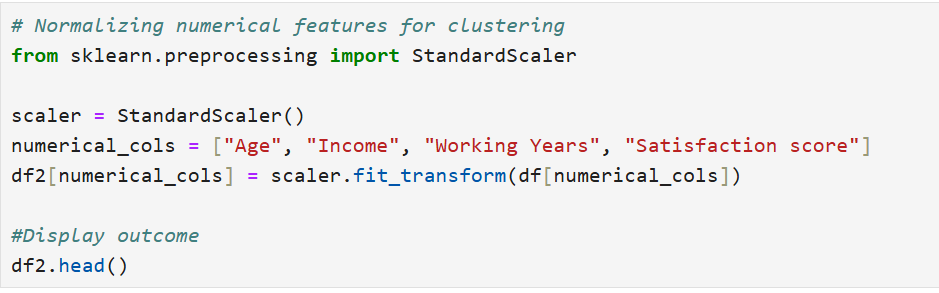 # Normalizing numerical features for clustering
from sklearn.preprocessing import StandardScaler
scaler = StandardScaler()
numerical_cols = ["Age", "Income", "Working Years", "Satisfaction score"]
df2[numerical_cols] = scaler.fit_transform(df[numerical_cols])
#Display outcome
df2.head()